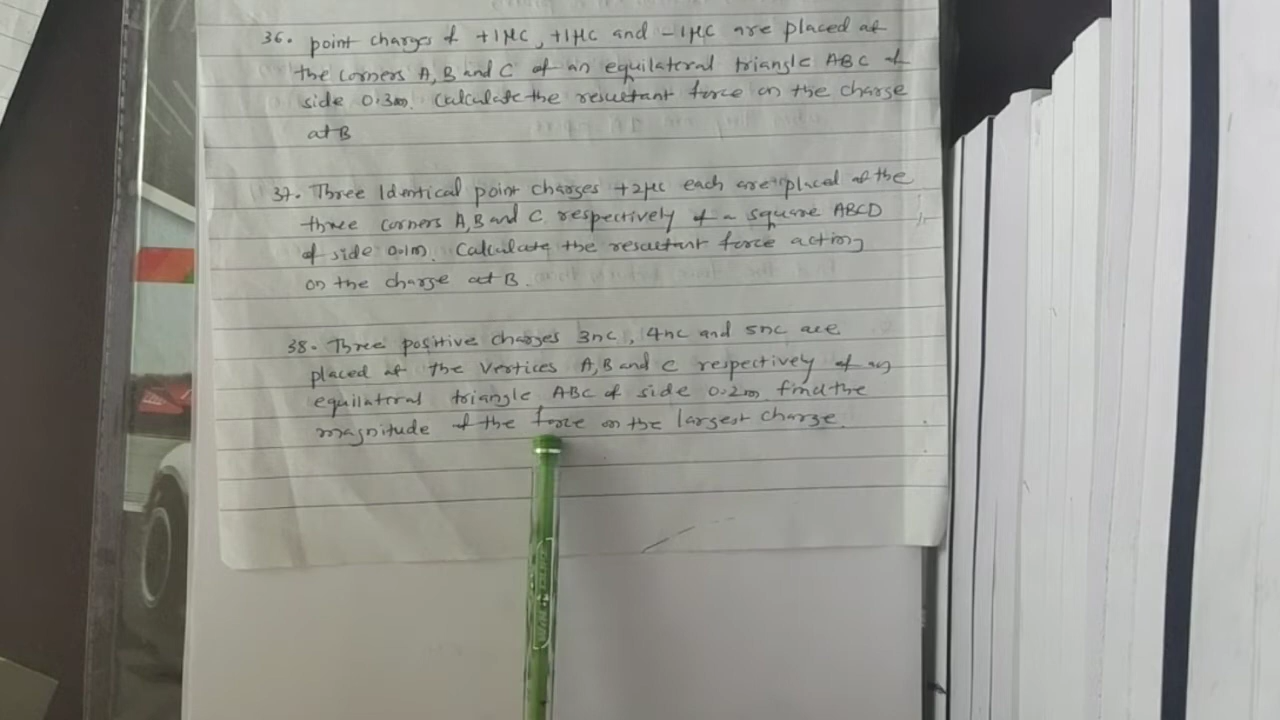 36. point charges of +1μC, +1μC and -1μC are placed at
the corners A, B and C of an equilateral triangle ABC of
side 0.3m. Calculate the resultant force on the charge
at B
37. Three Identical point charges +2μc each are placed at the
three corners A, B and C respectively of a square ABCD
of side 0.1m. Calculate the resultant force acting
on the charge at B.
38. Three positive charges 3nc, 4nc and 5nc are
placed at the vertices A, B and C respectively of an
equilatoral triangle ABC of side 0.2m find the
magnitude of the force on the largest charge.